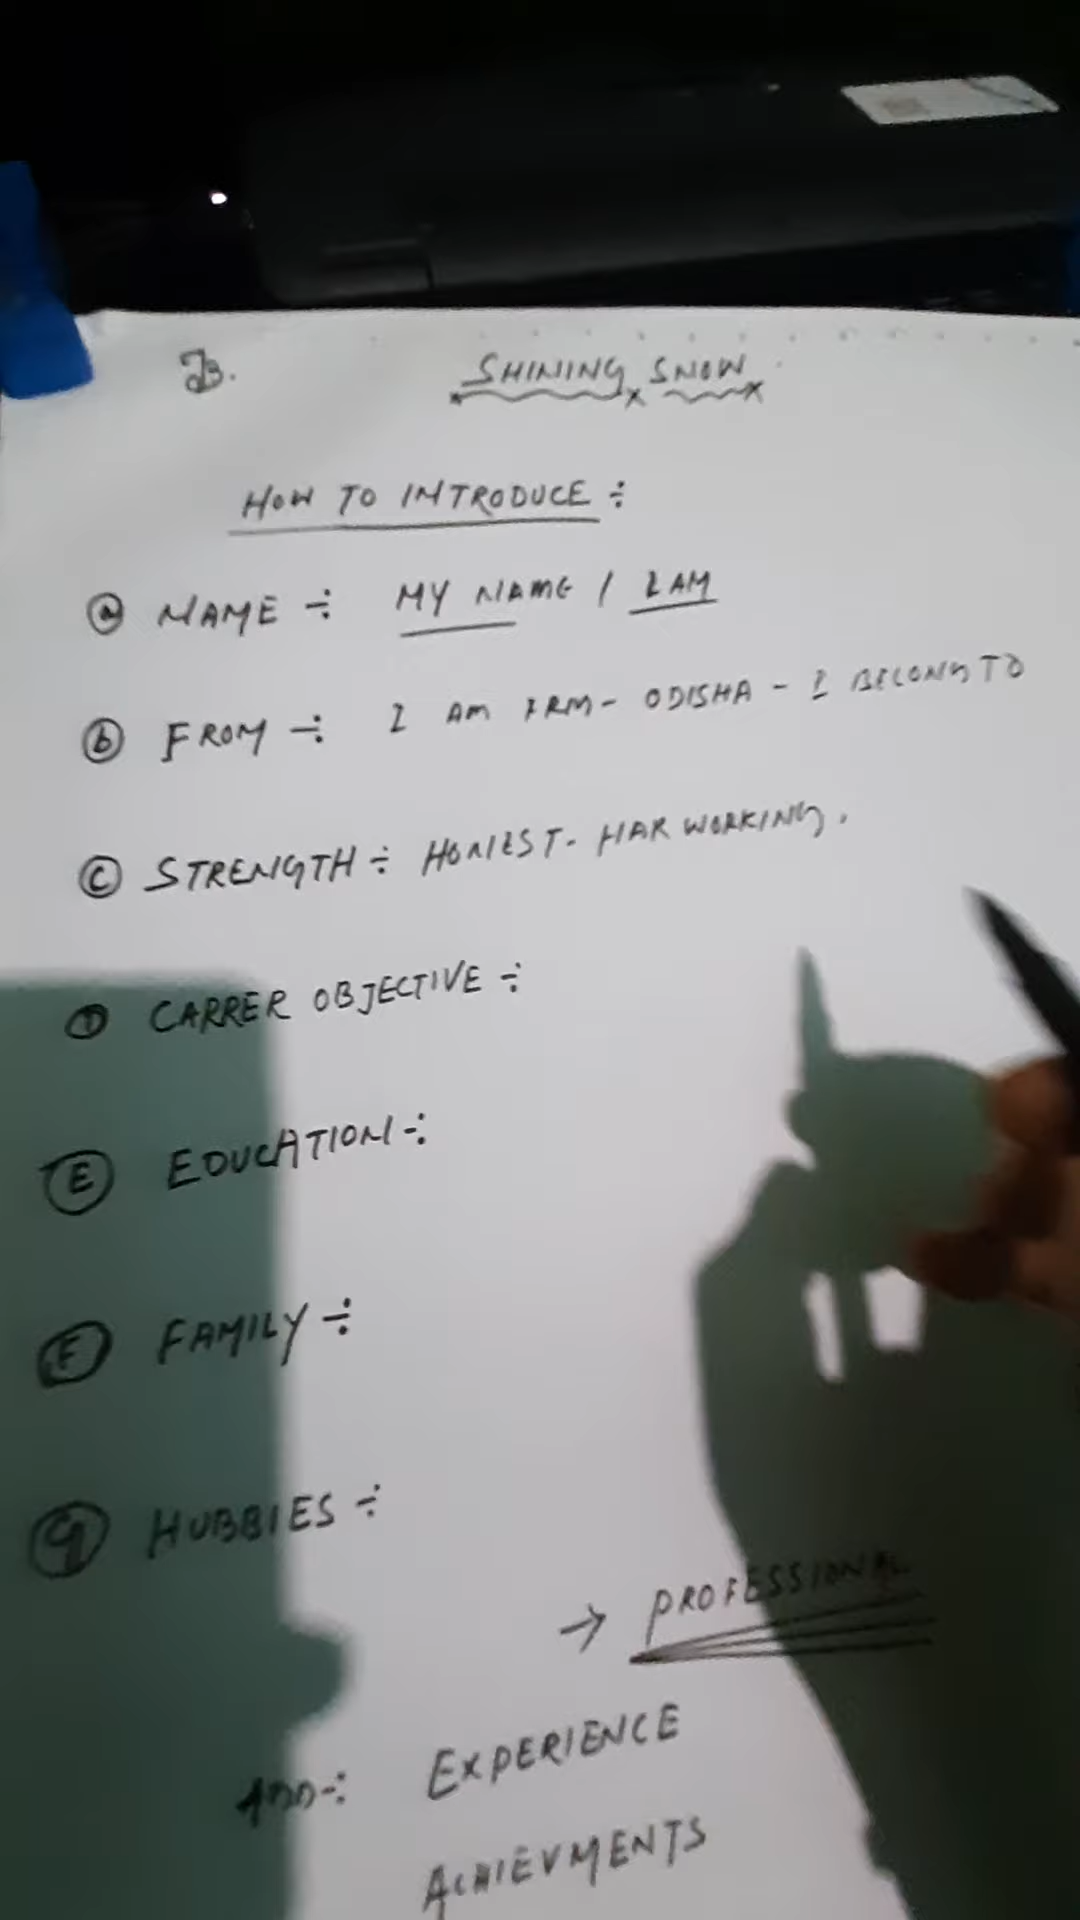 SHINING SNOW
HOW TO INTRODUCE ÷
ⓐ NAME ÷ MY NAME / I AM
ⓑ FROM ÷ I AM FRM- ODISHA - I BELONG TO
Ⓒ STRENGTH ÷ HONEST- HAR WORKING.
Ⓓ CARRER OBJECTIVE ÷
Ⓔ EDUCATION ÷
Ⓕ FAMILY ÷
Ⓖ HUBBIES ÷
→ PROFESSIONAL
ADD ÷ EXPERIENCE
ACHIEVMENTS